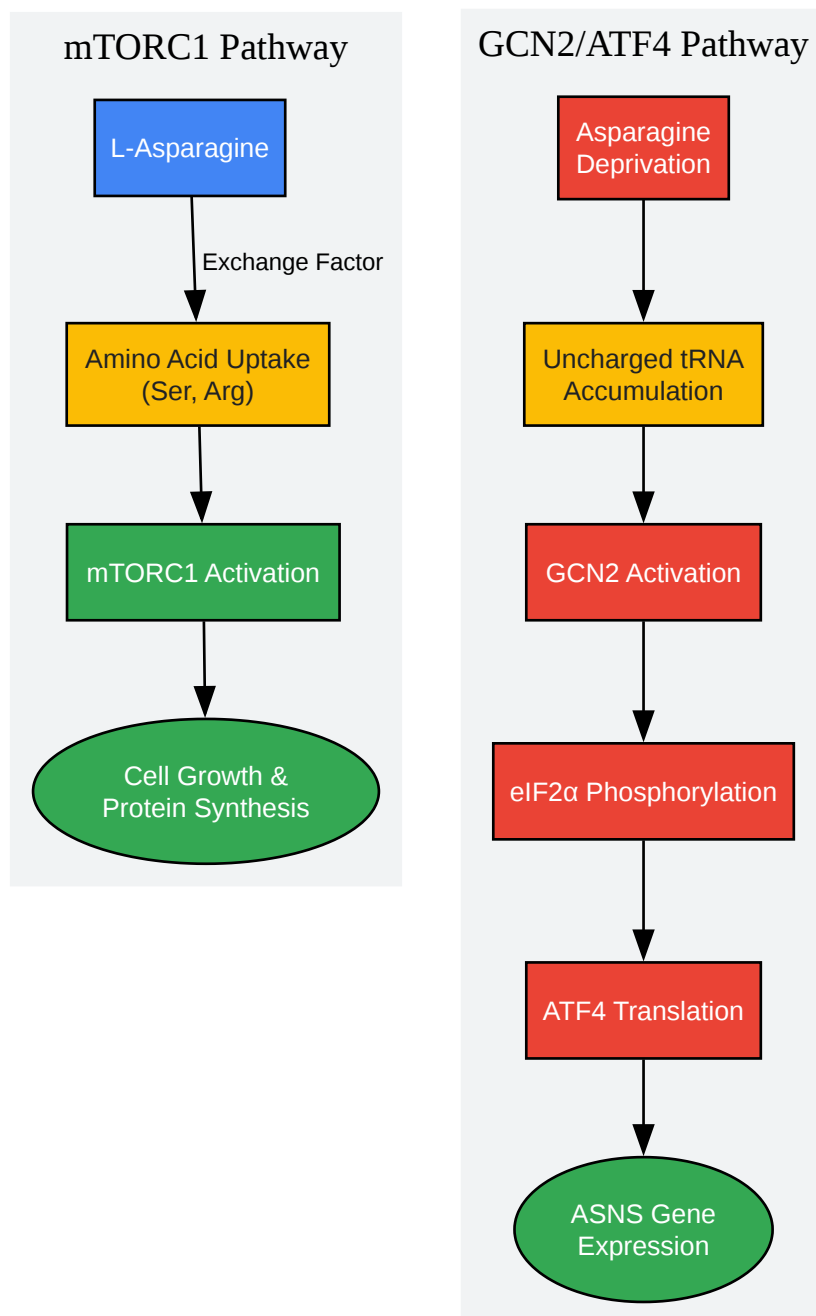 mTORC1 Pathway
L-Asparagine
Exchange Factor
Amino Acid Uptake
(Ser, Arg)
mTORC1 Activation
Cell Growth &
Protein Synthesis
GCN2/ATF4 Pathway
Asparagine
Deprivation
Uncharged tRNA
Accumulation
GCN2 Activation
eIF2α Phosphorylation
ATF4 Translation
ASNS Gene
Expression